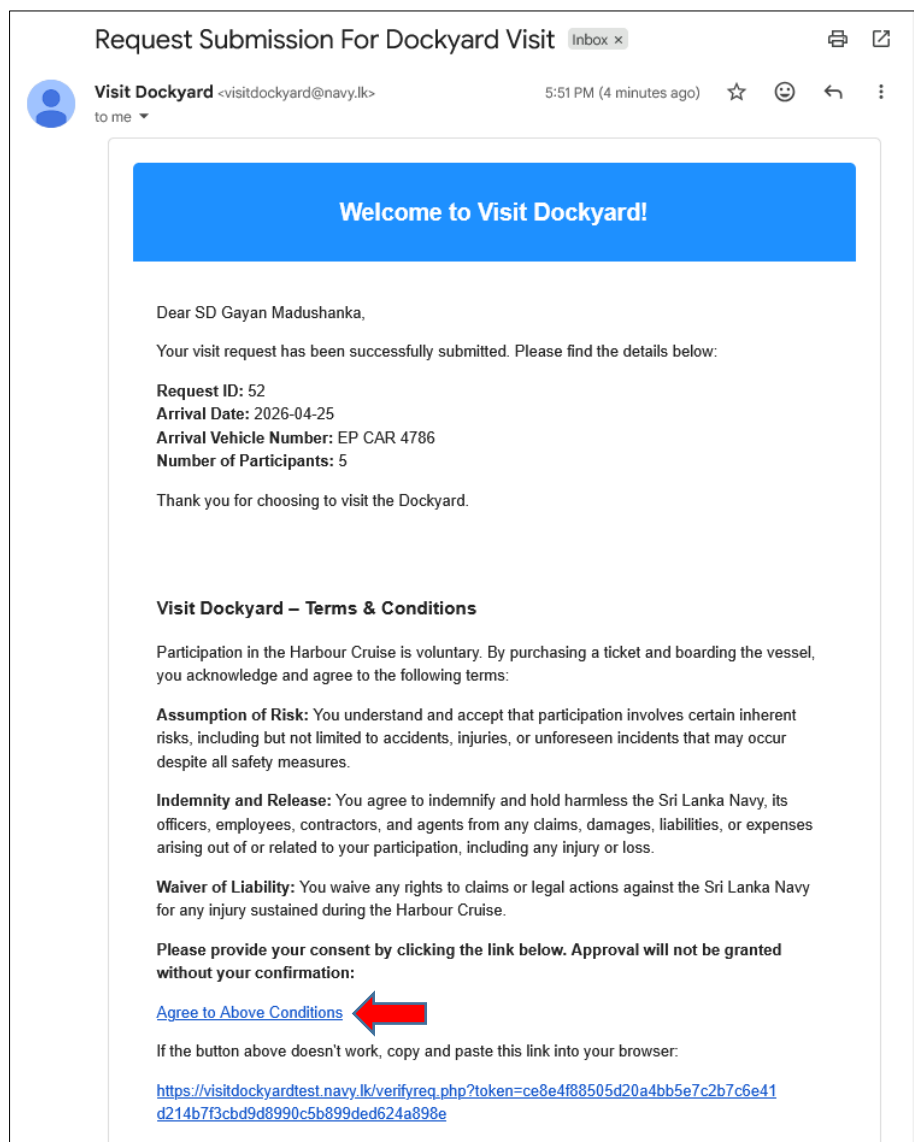 Request Submission For Dockyard Visit Inbox ×
Visit Dockyard <visitdockyard@navy.lk> 5:51 PM (4 minutes ago)
to me
Welcome to Visit Dockyard!
Dear SD Gayan Madushanka,
Your visit request has been successfully submitted. Please find the details below:
Request ID: 52
Arrival Date: 2026-04-25
Arrival Vehicle Number: EP CAR 4786
Number of Participants: 5
Thank you for choosing to visit the Dockyard.
Visit Dockyard – Terms & Conditions
Participation in the Harbour Cruise is voluntary. By purchasing a ticket and boarding the vessel,
you acknowledge and agree to the following terms:
Assumption of Risk: You understand and accept that participation involves certain inherent
risks, including but not limited to accidents, injuries, or unforeseen incidents that may occur
despite all safety measures.
Indemnity and Release: You agree to indemnify and hold harmless the Sri Lanka Navy, its
officers, employees, contractors, and agents from any claims, damages, liabilities, or expenses
arising out of or related to your participation, including any injury or loss.
Waiver of Liability: You waive any rights to claims or legal actions against the Sri Lanka Navy
for any injury sustained during the Harbour Cruise.
Please provide your consent by clicking the link below. Approval will not be granted
without your confirmation:
Agree to Above Conditions
If the button above doesn't work, copy and paste this link into your browser:
https://visitdockyardtest.navy.lk/verifyreq.php?token=ce8e4f88505d20a4bb5e7c2b7c6e41
d214b7f3cbd9d8990c5b899ded624a898e